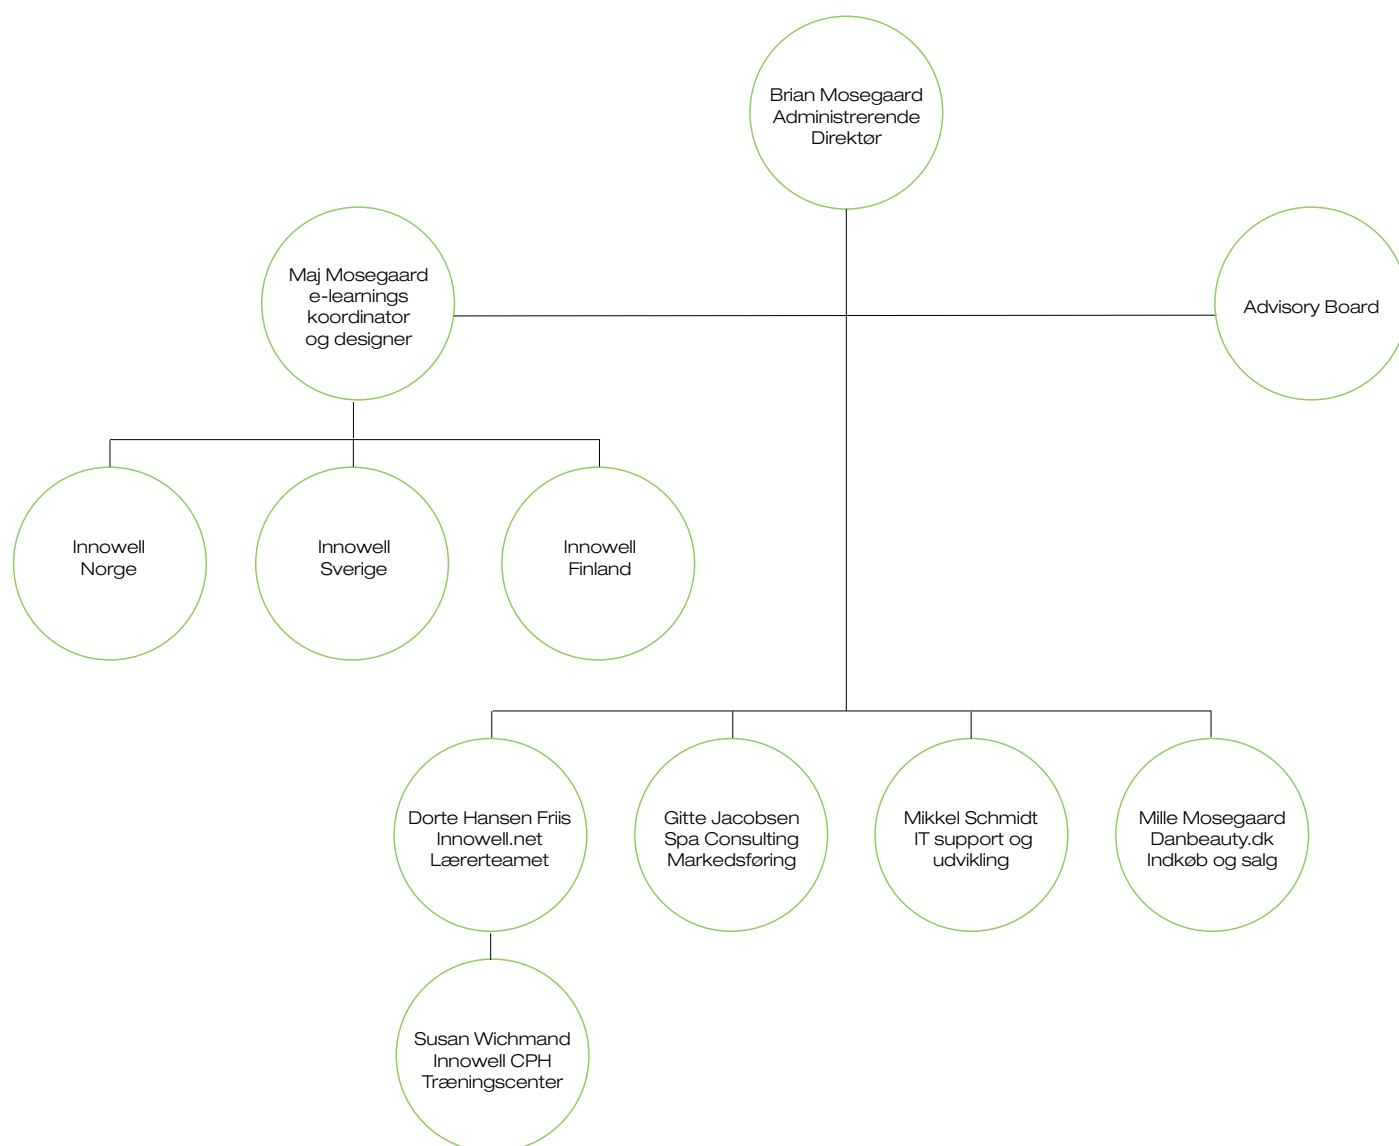 Brian Mosegaard
Administrerende
Direktør
Maj Mosegaard
e-learnings
koordinator
og designer
Advisory Board
Innowell
Norge
Innowell
Sverige
Innowell
Finland
Dorte Hansen Friis
Innowell.net
Lærerteamet
Gitte Jacobsen
Spa Consulting
Markedsføring
Mikkel Schmidt
IT support og
udvikling
Mille Mosegaard
Danbeauty.dk
Indkøb og salg
Susan Wichmand
Innowell CPH
Træningscenter